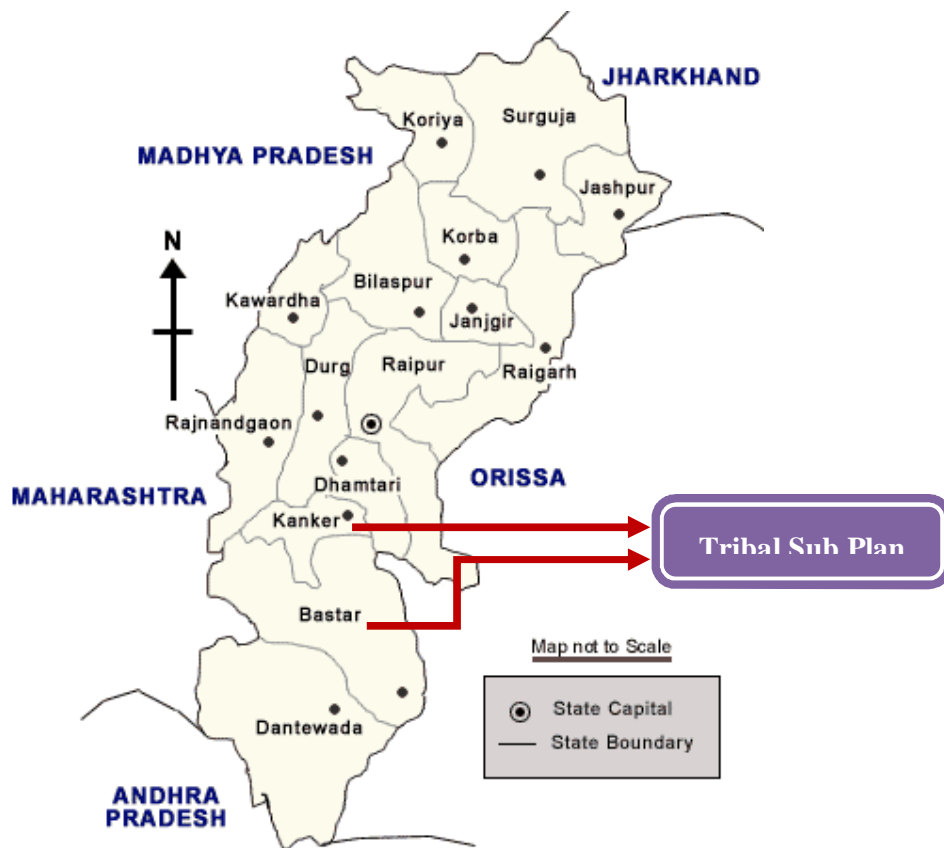 JHARKHAND
Surguja
Koriya
MADHYA PRADESH
Jashpur
N
Korba
Bilaspur
Kawardha
Janjgir
Durg
Raipur
Raigarh
Rajnandgaon
ORISSA
Dhamtari
MAHARASHTRA
Kanker
Tribal Sub Plan
Bastar
Map not to Scale
State Capital
Dantewada
State Boundary
ANDHRA
PRADESH